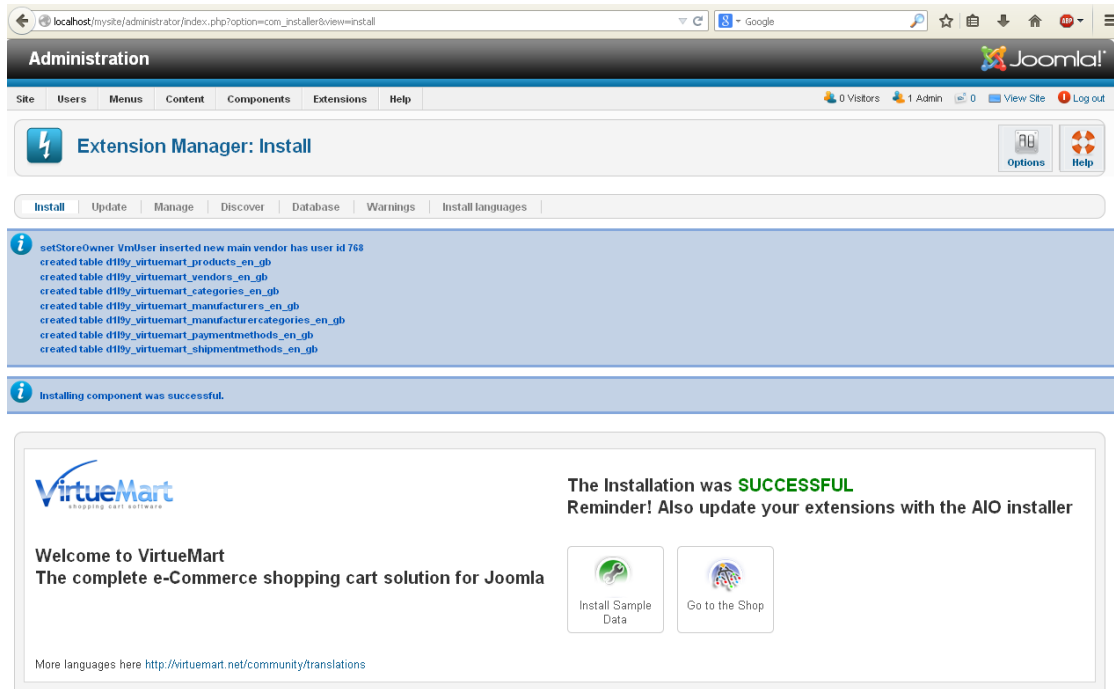 localhost/mysite/administrator/index.php?option=com_installer&view=install
Google
ABP
Administration
Joomla!
Site Users Menus Content Components Extensions Help
0 Visitors 1 Admin 0 View Site Log out
Extension Manager: Install
Options
Help
Install Update Manage Discover Database Warnings Install languages
setStoreOwner VmUser inserted new main vendor has user id 768
created table d1l9y_virtuemart_products_en_gb
created table d1l9y_virtuemart_vendors_en_gb
created table d1l9y_virtuemart_categories_en_gb
created table d1l9y_virtuemart_manufacturers_en_gb
created table d1l9y_virtuemart_manufacturercategories_en_gb
created table d1l9y_virtuemart_paymentmethods_en_gb
created table d1l9y_virtuemart_shipmentmethods_en_gb
Installing component was successful.
VirtueMart
shopping cart software
The Installation was SUCCESSFUL
Reminder! Also update your extensions with the AIO installer
Welcome to VirtueMart
The complete e-Commerce shopping cart solution for Joomla
Install Sample
Data
Go to the Shop
More languages here http://virtuemart.net/community/translations